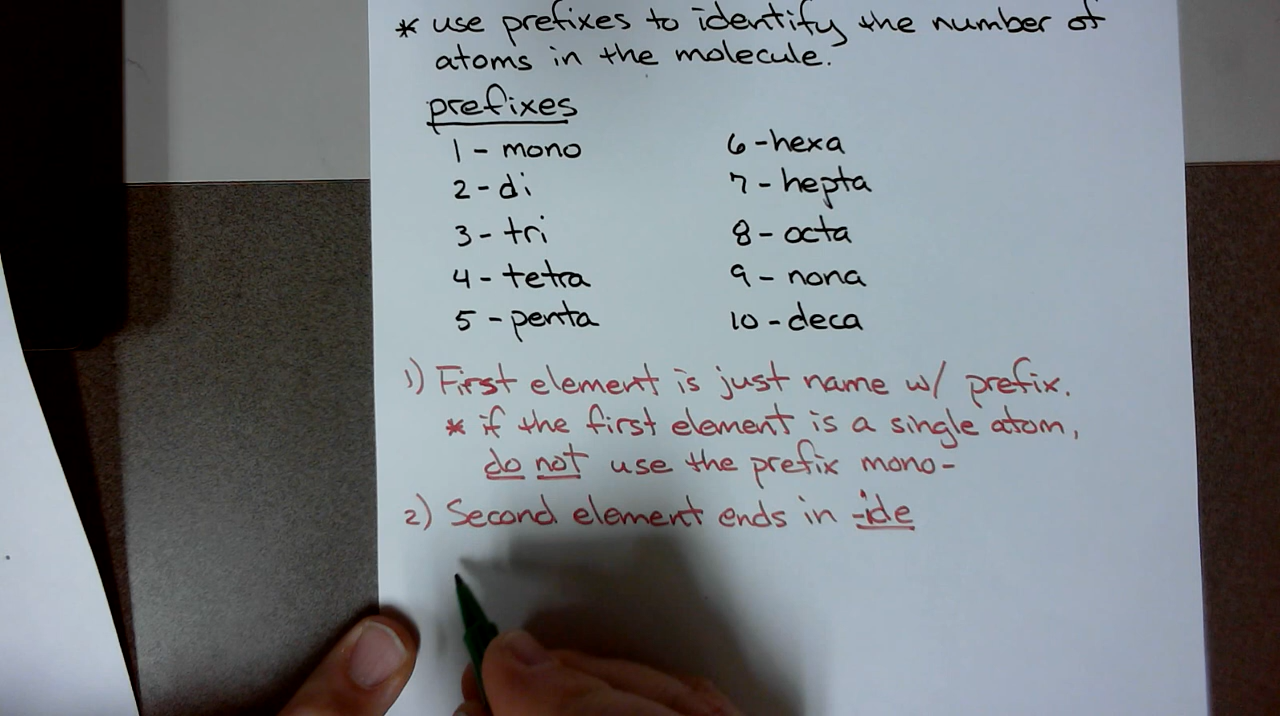 * use prefixes to identify the number of
atoms in the molecule.
prefixes
1 - mono
2 - di
3 - tri
4 - tetra
5 - penta
6 - hexa
7 - hepta
8 - octa
9 - nona
10 - deca
1) First element is just name w/ prefix.
* if the first element is a single atom,
do not use the prefix mono-
2) Second element ends in -ide